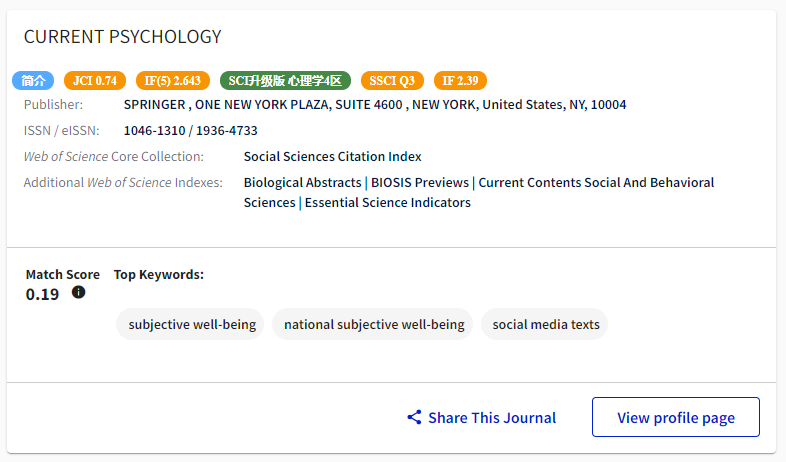 CURRENT PSYCHOLOGY
简介 JCI 0.74 IF(5) 2.643 SCI升级版 心理学4区 SSCI Q3 IF 2.39
Publisher: SPRINGER , ONE NEW YORK PLAZA, SUITE 4600 , NEW YORK, United States, NY, 10004
ISSN / eISSN: 1046-1310 / 1936-4733
Web of Science Core Collection: Social Sciences Citation Index
Additional Web of Science Indexes: Biological Abstracts | BIOSIS Previews | Current Contents Social And Behavioral
Sciences | Essential Science Indicators
Match Score Top Keywords:
0.19
subjective well-being national subjective well-being social media texts
Share This Journal View profile page